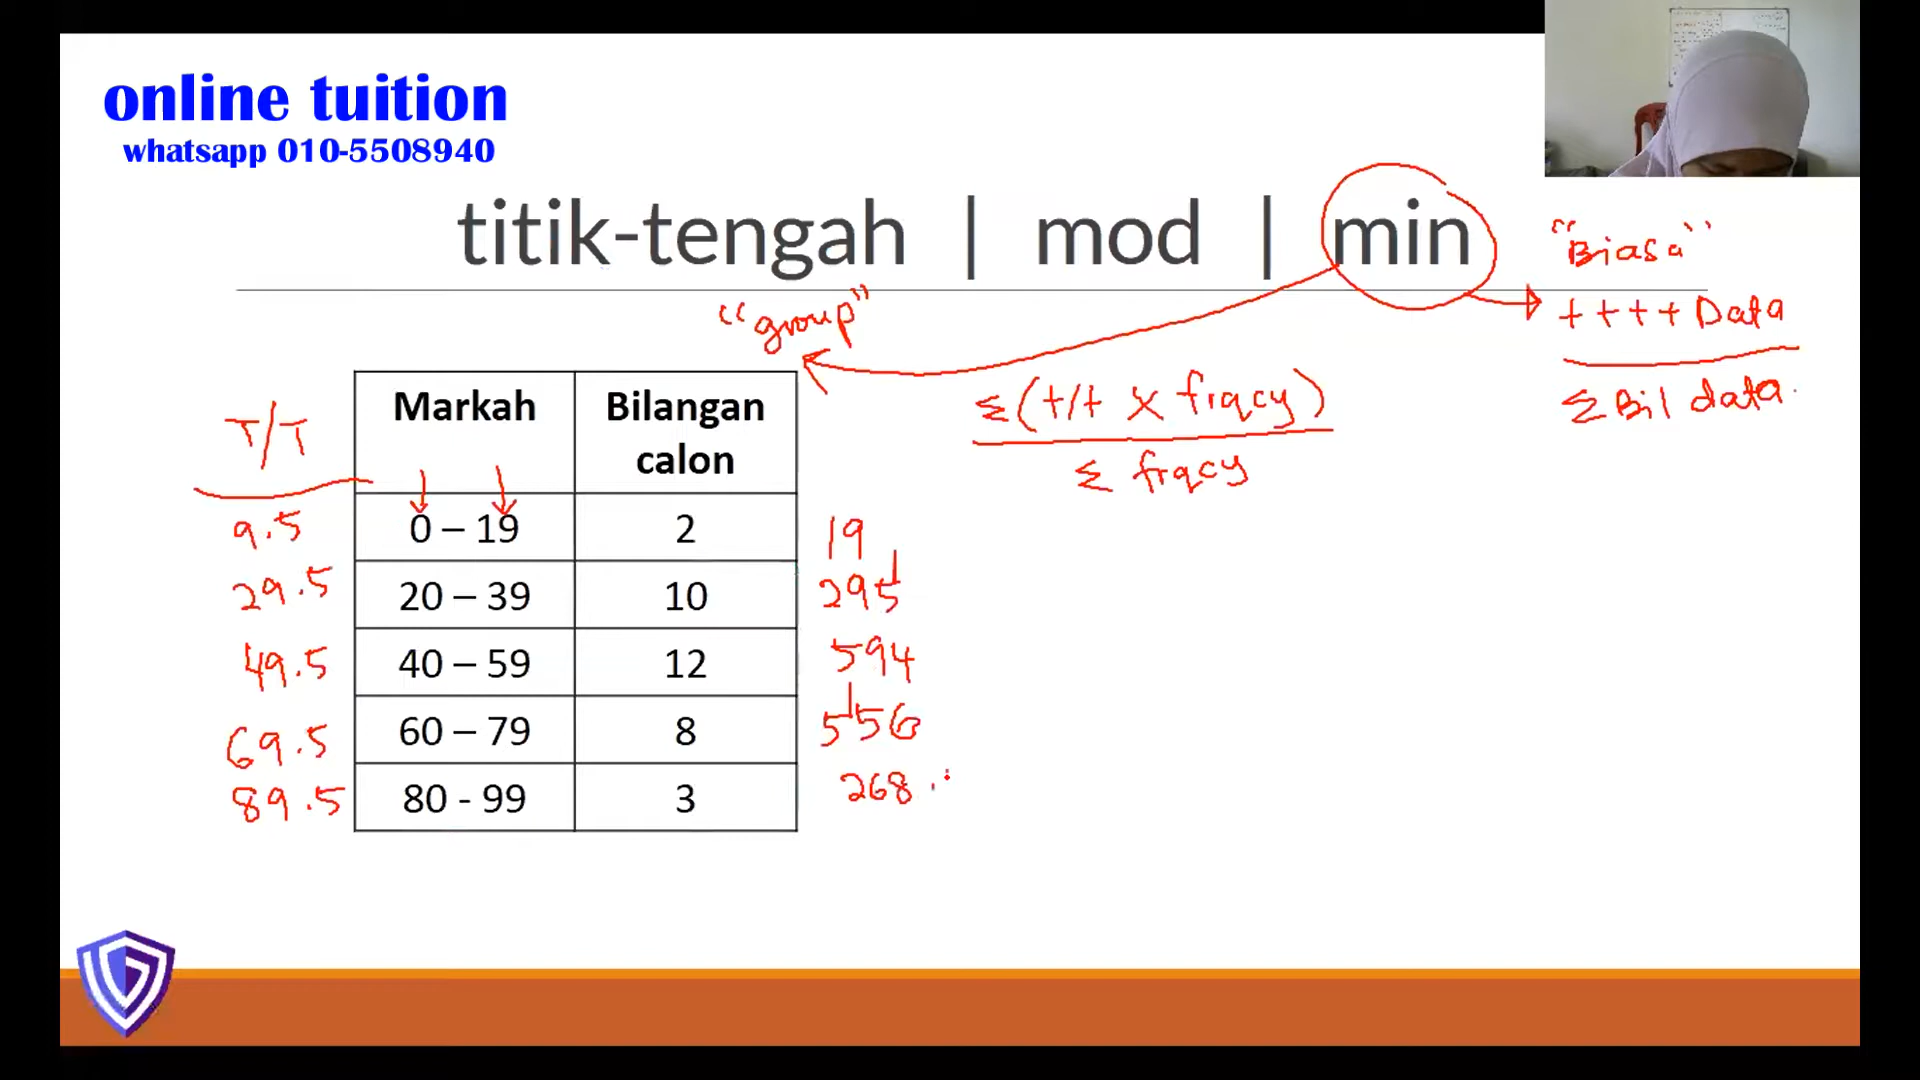 online tuition
whatsapp 010-5508940
titik-tengah | mod | min
"Biasa"
++++ Data
Σ Bil data.
"group"
Σ(t/t × frqcy)
Σ frqcy
T/T Markah Bilangan calon
9.5 0 – 19 2 19
29.5 20 – 39 10 295
49.5 40 – 59 12 594
69.5 60 – 79 8 556
89.5 80 - 99 3 268.